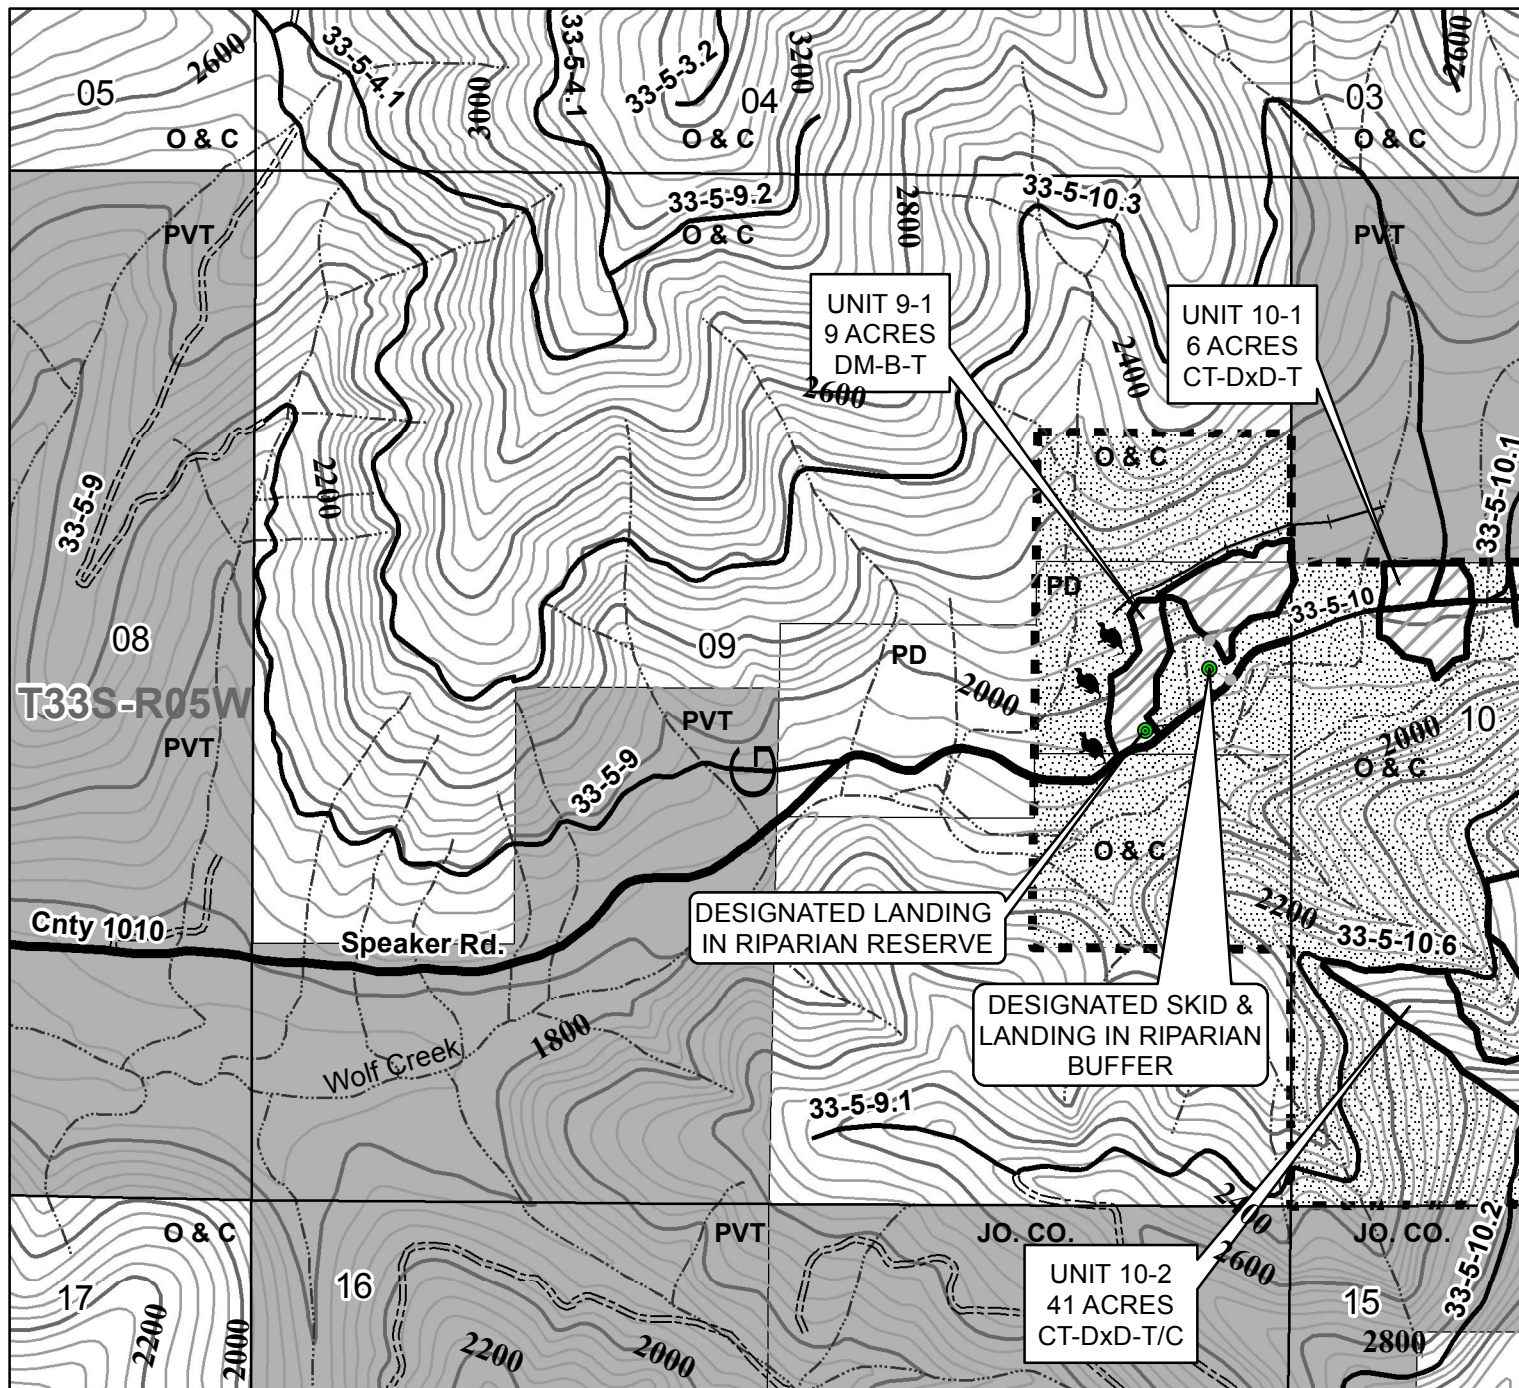 2600
33-5-4.1
33-5-4.1
33-5-3.2
3200
2600
05
04
03
3000
O & C
O & C
O & C
33-5-9.2
2800
33-5-10.3
PVT
O & C
PVT
UNIT 9-1
9 ACRES
DM-B-T
UNIT 10-1
6 ACRES
CT-DxD-T
2400
2600
2200
O & C
33-5-10.1
33-5-9
PD
33-5-10
08
09
PD
T33S-R05W
2000
PVT
PVT
10
2000
O & C
33-5-9
O & C
DESIGNATED LANDING
IN RIPARIAN RESERVE
2200
Cnty 1010
Speaker Rd.
33-5-10.6
DESIGNATED SKID &
LANDING IN RIPARIAN
BUFFER
1800
Wolf Creek
33-5-9.1
2400
O & C
PVT
JO. CO.
JO. CO.
2600
33-5-10.2
UNIT 10-2
41 ACRES
CT-DxD-T/C
17
16
15
2200
2000
2200
2000
2800